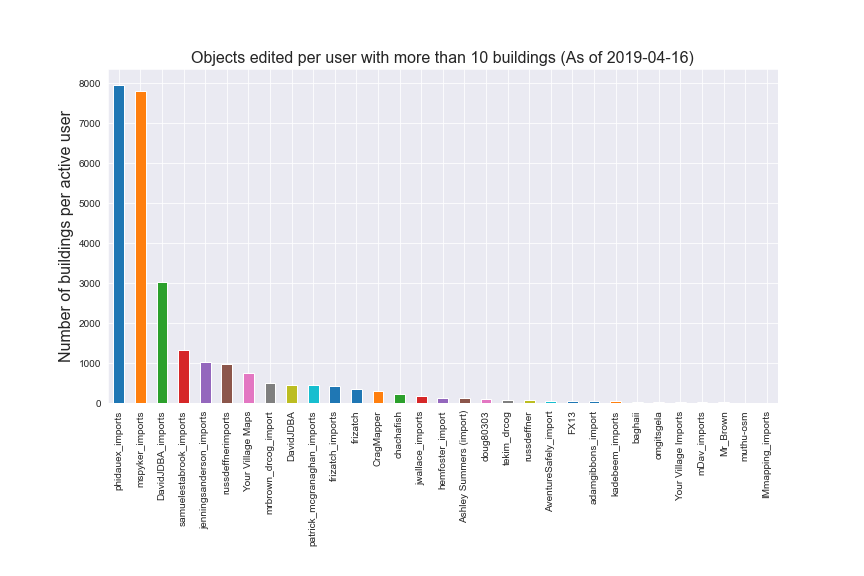 Objects edited per user with more than 10 buildings (As of 2019-04-16)
Number of buildings per active user
8000
7000
6000
5000
4000
3000
2000
1000
0
phidauex_imports
mspyker_imports
DavidJDBA_imports
samuelestabrook_imports
jenningsanderson_imports
russdeffnerimports
Your Village Maps
mrbrown_drcog_import
DavidJDBA
patrick_mcgranaghan_imports
frizatch_imports
frizatch
CragMapper
chachafish
jwallace_imports
hemfoster_import
Ashley Summers (import)
doug80303
tekim_drcog
russdeffner
AventureSafely_import
FX13
adamgibbons_import
kadebeem_imports
baghaii
omgitsgela
Your Village Imports
mDav_imports
Mr_Brown
muthu-osm
IMmapping_imports